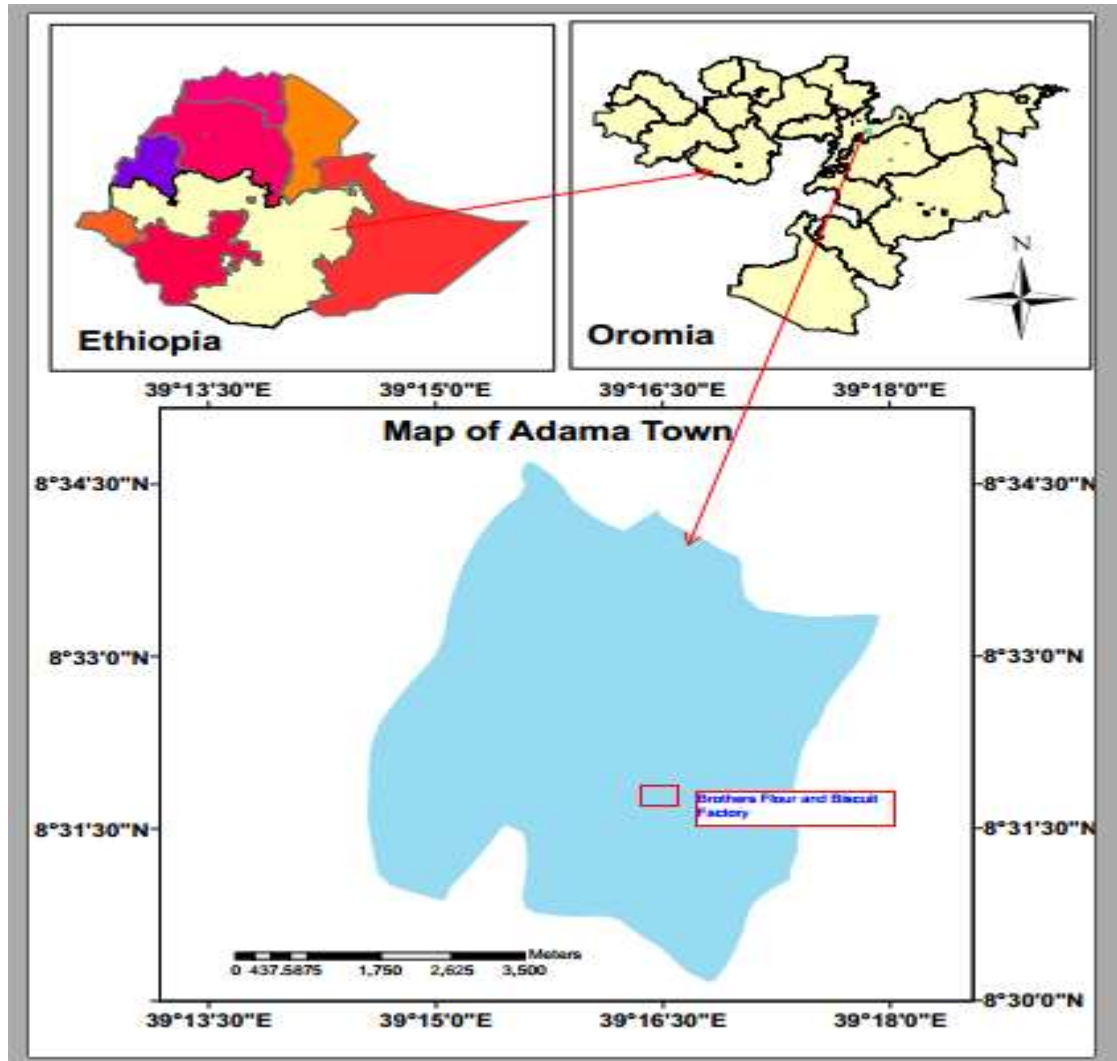 Ethiopia
Oromia
N
39°13'30"E 39°15'0"E 39°16'30"E 39°18'0"E
Map of Adama Town
8°34'30"N 8°34'30"N
8°33'0"N 8°33'0"N
Brothers Flour and Biscuit
Factory
8°31'30"N 8°31'30"N
Meters
0 437.5875 1,750 2,625 3,500
8°30'0"N
39°13'30"E 39°15'0"E 39°16'30"E 39°18'0"E